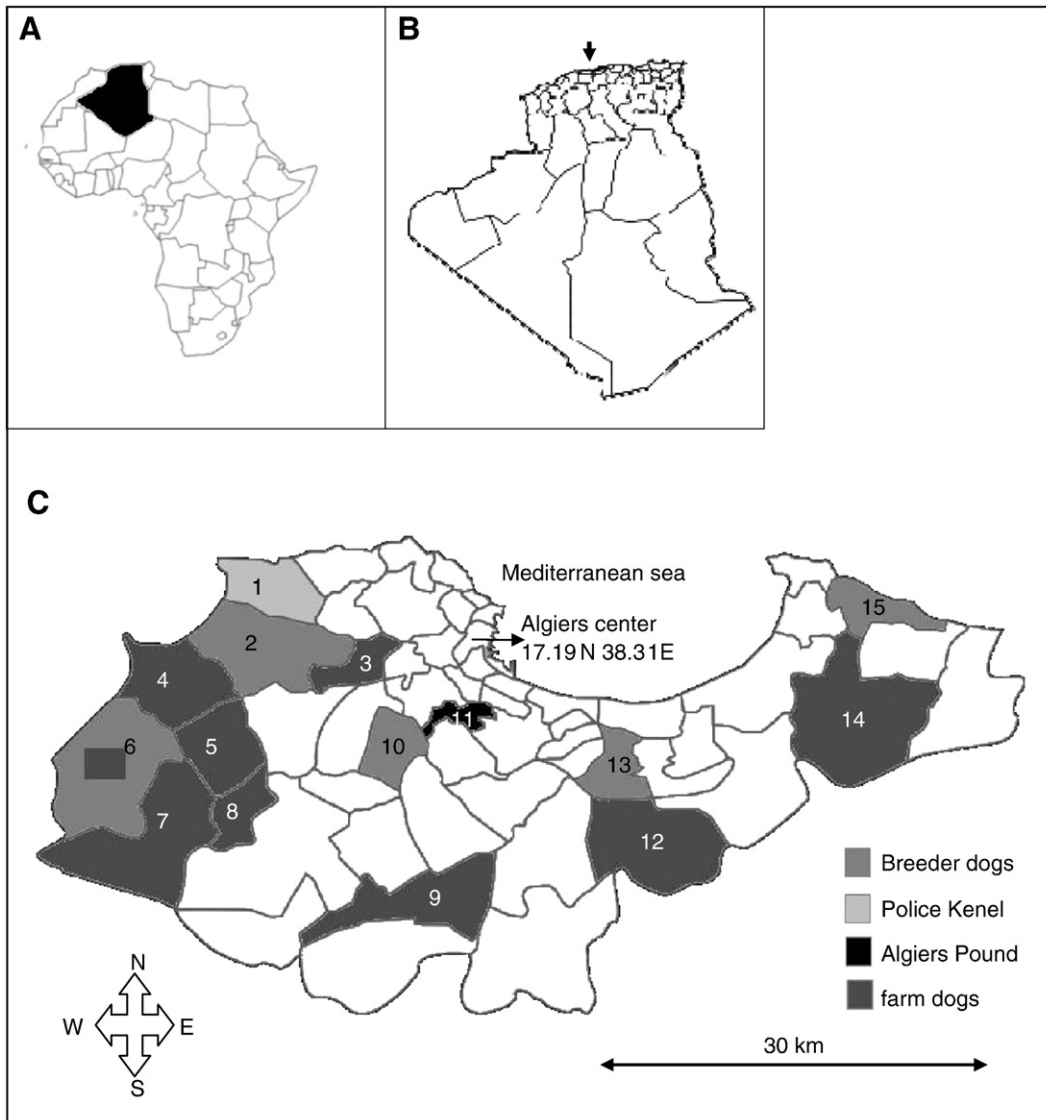 A
B
C
Mediterranean sea
Algiers center
17.19 N 38.31E
1
2
3
4
5
6
7
8
9
10
11
12
13
14
15
Breeder dogs
Police Kenel
Algiers Pound
farm dogs
N
W
E
S
30 km